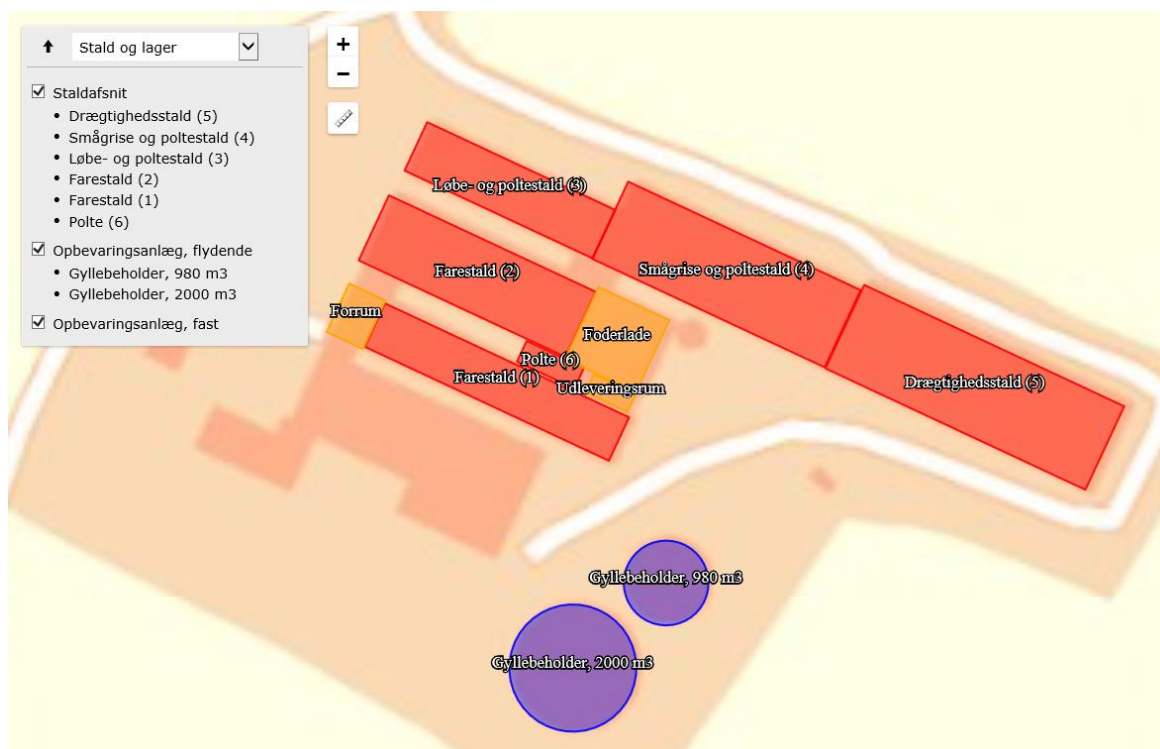 Stald og lager
Staldafsnit
• Drægtighedsstald (5)
• Smågrise og poltestald (4)
• Løbe- og poltestald (3)
• Farestald (2)
• Farestald (1)
• Polte (6)
Opbevaringsanlæg, flydende
• Gyllebeholder, 980 m3
• Gyllebeholder, 2000 m3
Opbevaringsanlæg, fast
+
−
Løbe- og poltestald (3)
Smågrise og poltestald (4)
Farestald (2)
Forrum
Foderlade
Polte (6)
Farestald (1)
Udleveringsrum
Drægtighedsstald (5)
Gyllebeholder, 980 m3
Gyllebeholder, 2000 m3